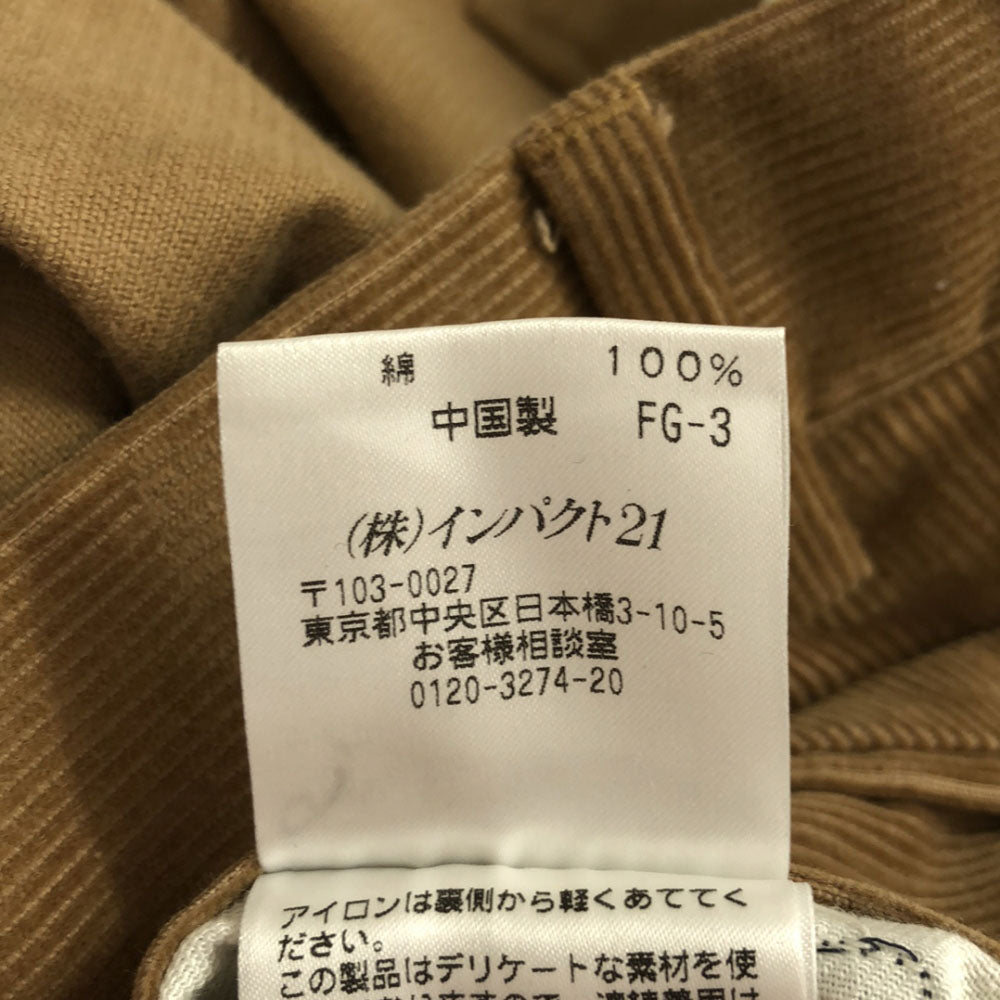 綿 100%
中国製 FG-3
(株)インパクト21
〒103-0027
東京都中央区日本橋3-10-5
お客様相談室
0120-3274-20
アイロンは裏側から軽くあててく
ださい。
この製品はデリケートな素材を使